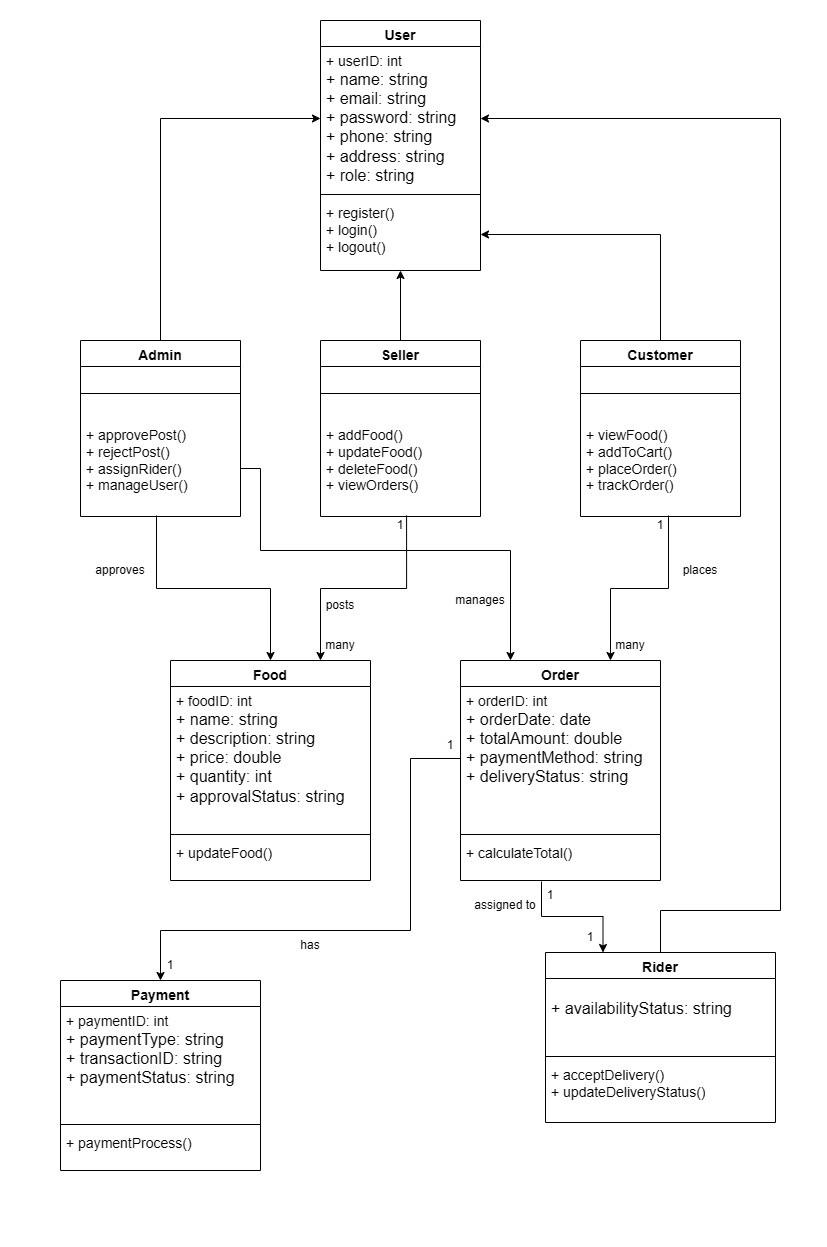 User
+ userID: int
+ name: string
+ email: string
+ password: string
+ phone: string
+ address: string
+ role: string
+ register()
+ login()
+ logout()
Admin
+ approvePost()
+ rejectPost()
+ assignRider()
+ manageUser()
Seller
+ addFood()
+ updateFood()
+ deleteFood()
+ viewOrders()
Customer
+ viewFood()
+ addToCart()
+ placeOrder()
+ trackOrder()
1
1
approves
places
manages
posts
many
many
Food
+ foodID: int
+ name: string
+ description: string
+ price: double
+ quantity: int
+ approvalStatus: string
+ updateFood()
Order
+ orderID: int
+ orderDate: date
+ totalAmount: double
+ paymentMethod: string
+ deliveryStatus: string
+ calculateTotal()
1
1
assigned to
1
has
1
Payment
+ paymentID: int
+ paymentType: string
+ transactionID: string
+ paymentStatus: string
+ paymentProcess()
Rider
+ availabilityStatus: string
+ acceptDelivery()
+ updateDeliveryStatus()